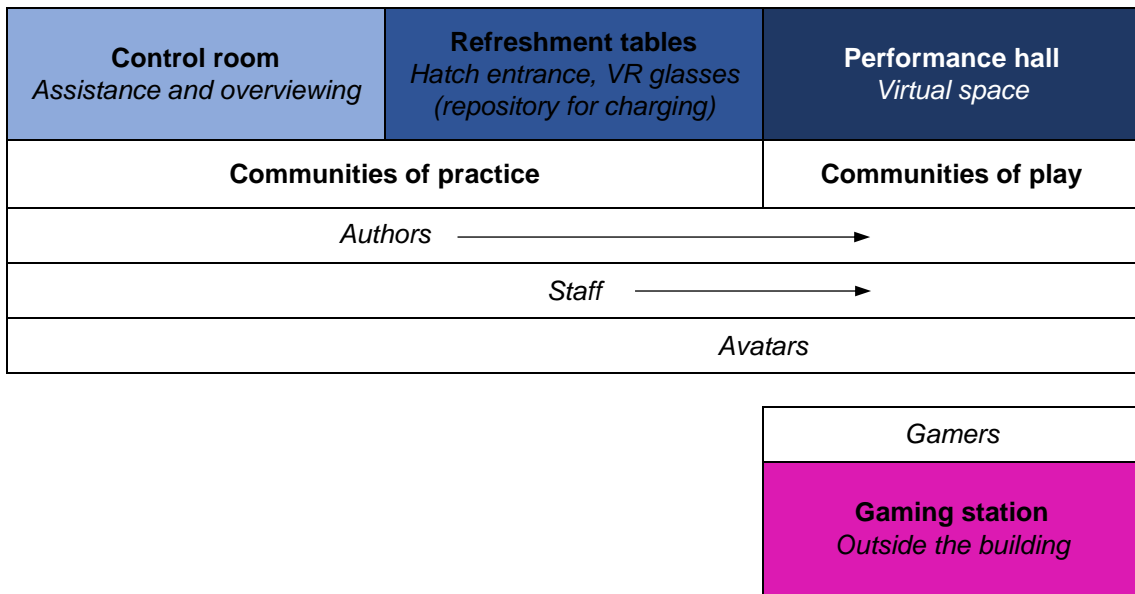 Control room
Assistance and overviewing
Refreshment tables
Hatch entrance, VR glasses
(repository for charging)
Performance hall
Virtual space
Communities of practice
Communities of play
Authors
Staff
Avatars
Gamers
Gaming station
Outside the building